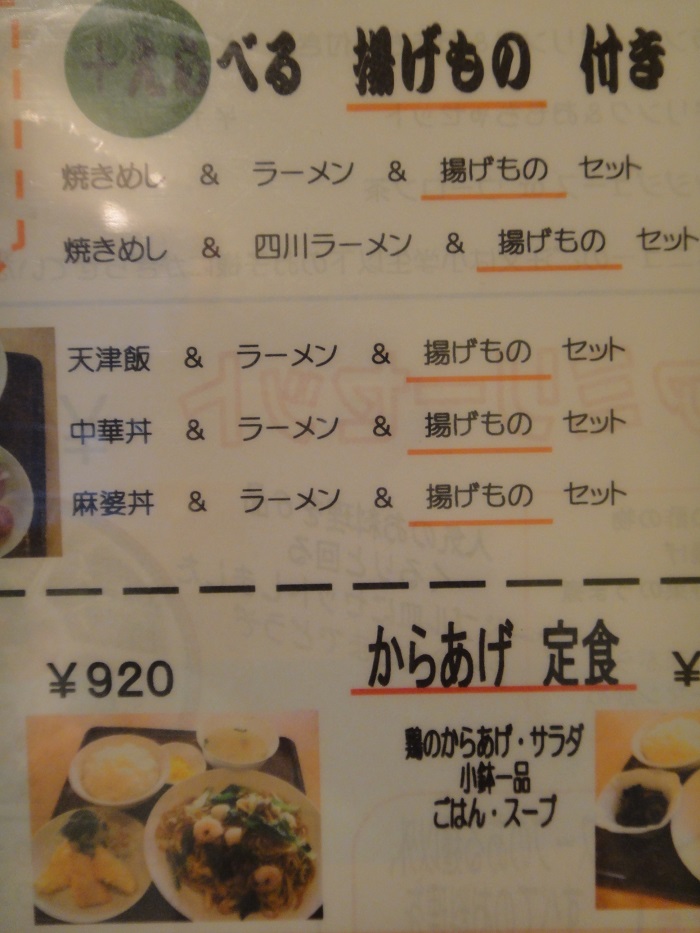 +えらべる 揚げもの 付き
焼きめし & ラーメン & 揚げもの セット
焼きめし & 四川ラーメン & 揚げもの セット
天津飯 & ラーメン & 揚げもの セット
中華丼 & ラーメン & 揚げもの セット
麻婆丼 & ラーメン & 揚げもの セット
¥920
からあげ 定食
¥
鶏のからあげ・サラダ
小鉢一品
ごはん・スープ